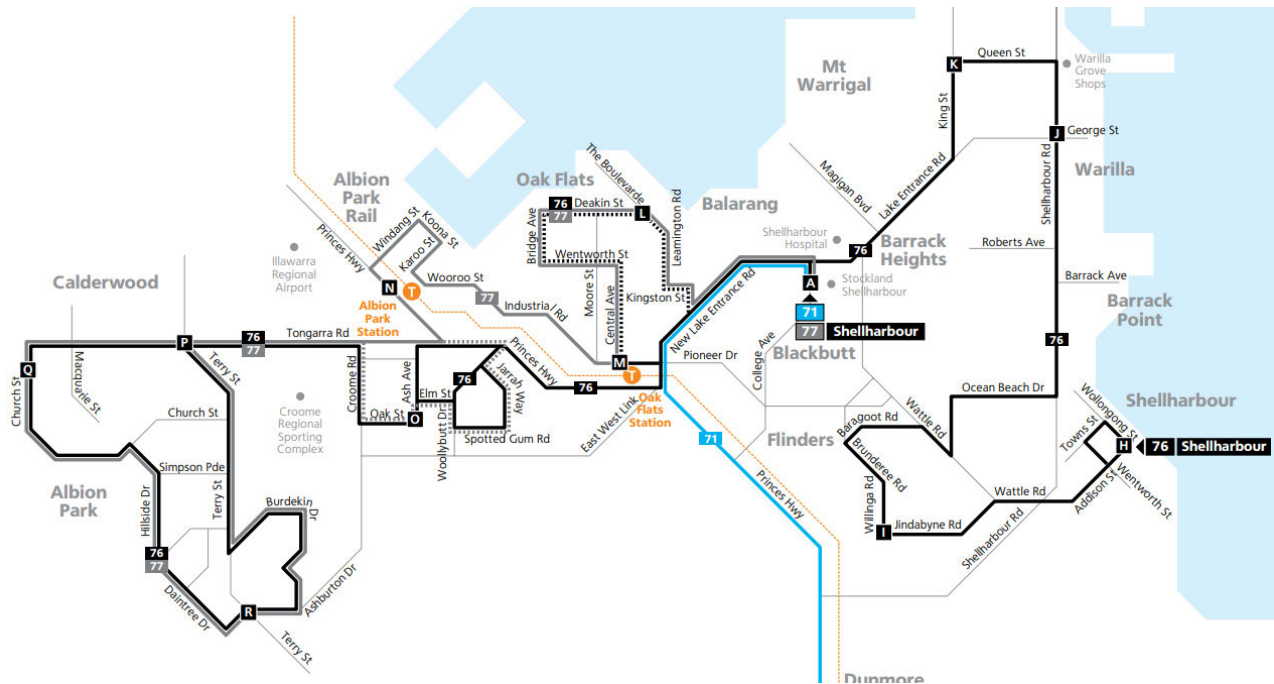 Queen St
K
Warilla
Grove
Shops
Mt
Warrigal
King St
J
George St
The Boulevarde
Albion
Park
Rail
Oak Flats
Magigan Bvd
Lake Entrance Rd
Shellharbour Rd
Warilla
76
77
Deakin St
L
Leamington Rd
Balarang
Windang St
Koona St
Karoo St
Princes Hwy
Bridge Ave
Shellharbour
Hospital
76
Barrack
Heights
Roberts Ave
Illawarra
Regional
Airport
Wentworth St
Wooroo St
Moore St
Calderwood
N
T
77
Industrial Rd
Central Ave
Kingston St
New Lake Entrance Rd
A
Stockland
Shellharbour
Barrack Ave
Albion
Park
Station
71
77
Shellharbour
Barrack
Point
P
Tongarra Rd
76
77
76
Q
Macquarie St
Terry St
Croome Rd
Ash Ave
Princes Hwy
M
T
Pioneer Dr
College Ave
Blackbutt
Church St
76
Elm St
Jarrah Way
76
Oak
Flats
Station
Ocean Beach Dr
Croome
Regional
Sporting
Complex
Oak St
O
Church St
Woollybutt Dr
Spotted Gum Rd
East West Link
71
Flinders
Baragoot Rd
Wattle Rd
Shellharbour
Wollongong St
Towns St
H
76
Shellharbour
Simpson Pde
Brunderee Rd
Albion
Park
Hillside Dr
Terry St
Burdekin Dr
Princes Hwy
Willinga Rd
Wattle Rd
Addison St
Wentworth St
I
Jindabyne Rd
Shellharbour Rd
76
77
Daintree Dr
R
Ashburton Dr
Terry St
Dunmore